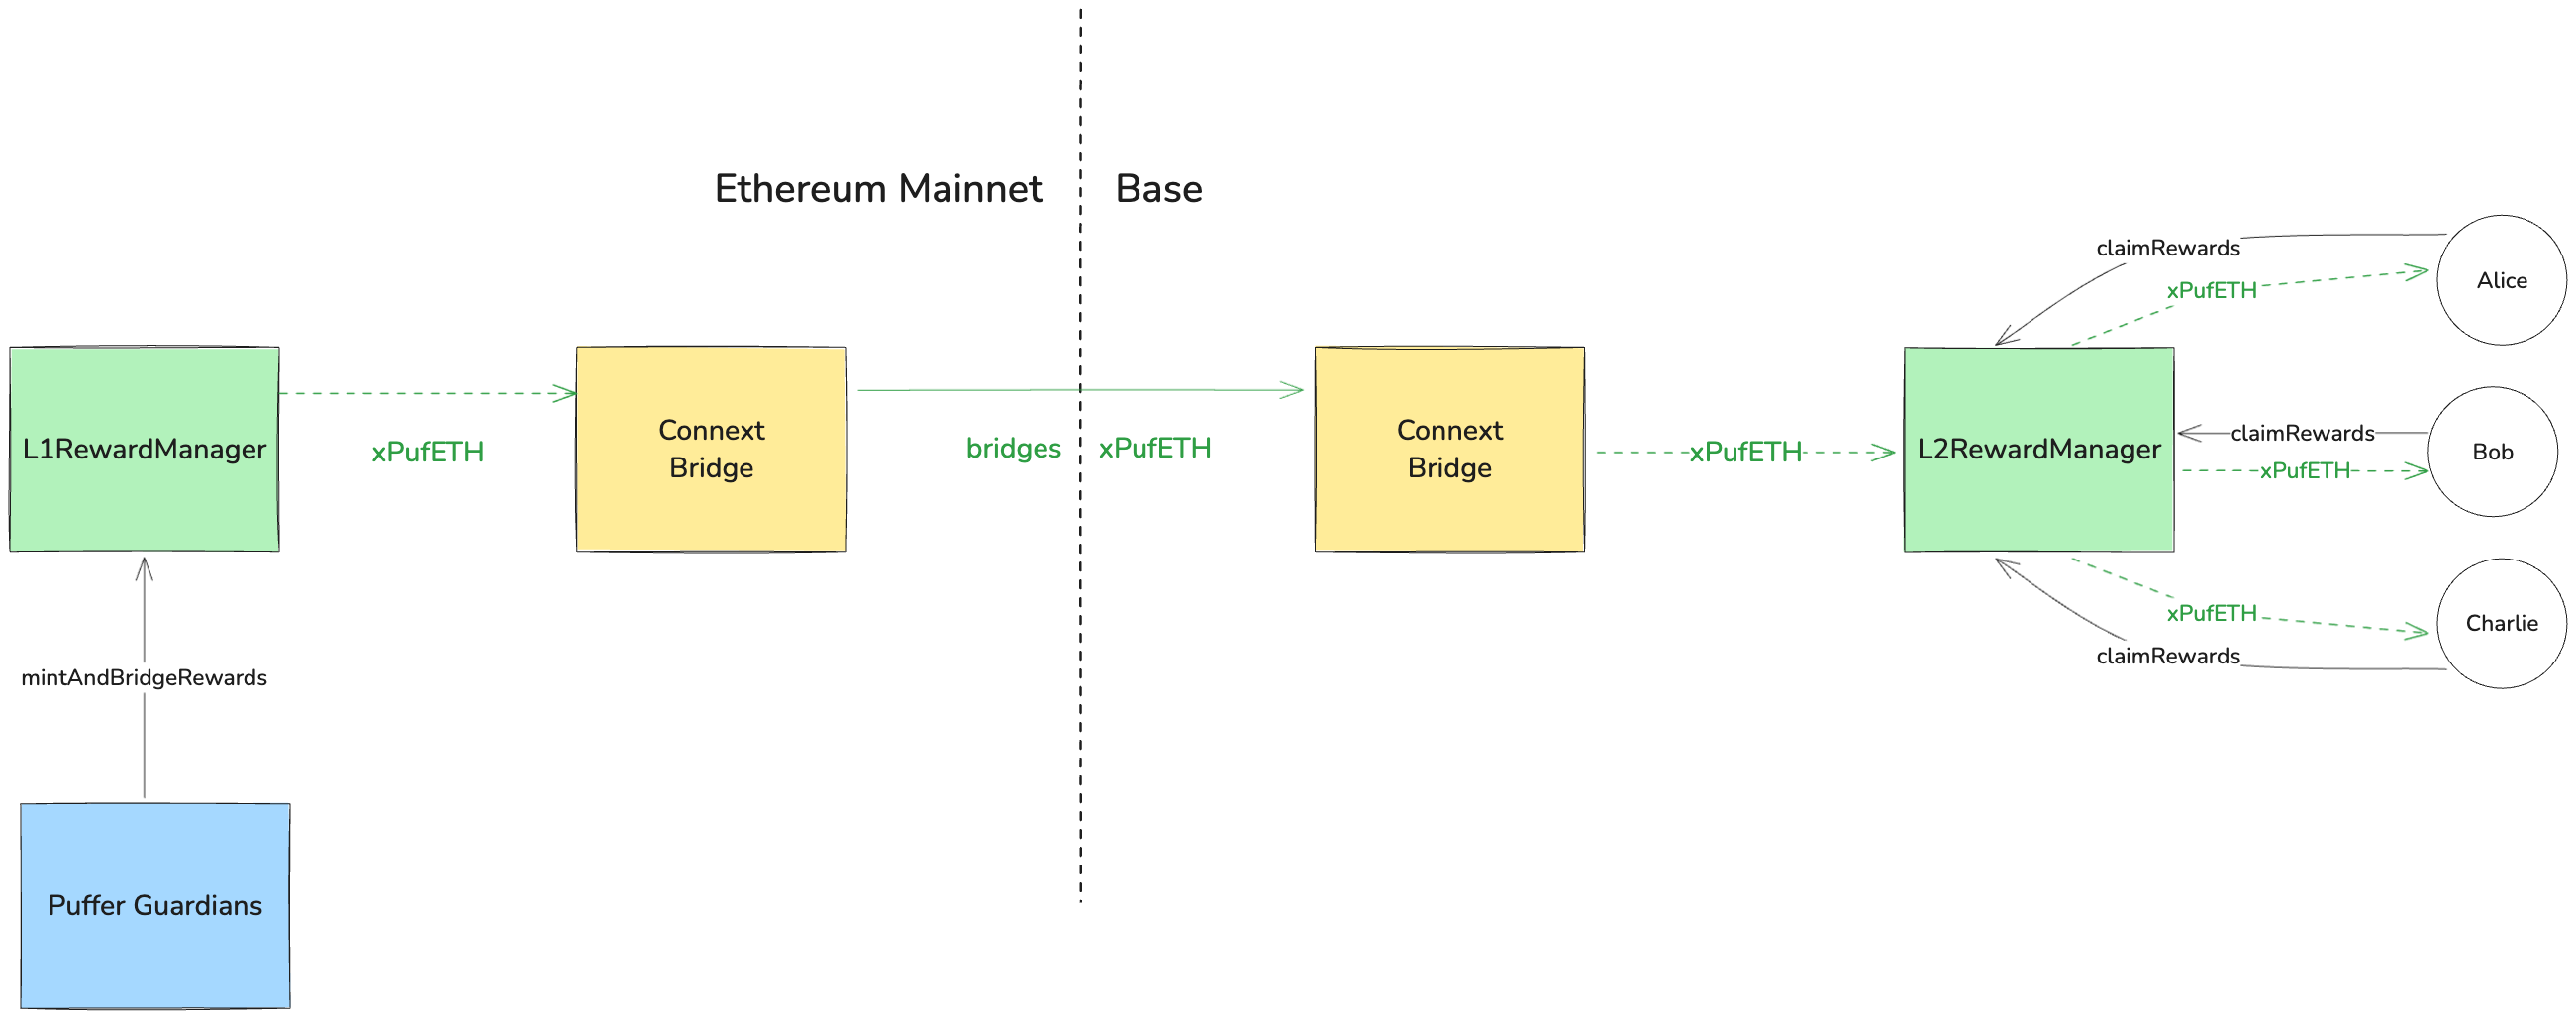 Ethereum Mainnet
Base
claimRewards
xPufETH
Alice
L1RewardManager
xPufETH
Connext
Bridge
bridges
xPufETH
Connext
Bridge
xPufETH
L2RewardManager
claimRewards
xPufETH
Bob
xPufETH
claimRewards
Charlie
mintAndBridgeRewards
Puffer Guardians